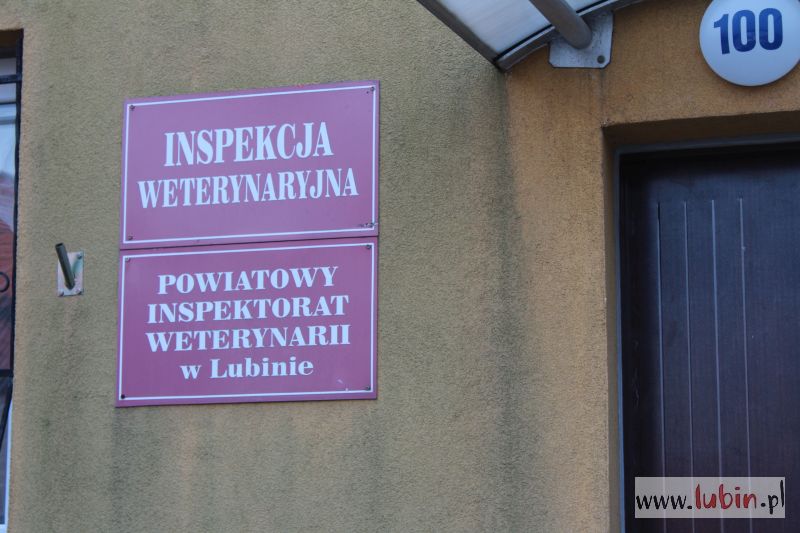 100
INSPEKCJA
WETERYNARYJNA
POWIATOWY
INSPEKTORAT
WETERYNARII
w Lubinie
www.lubin.pl